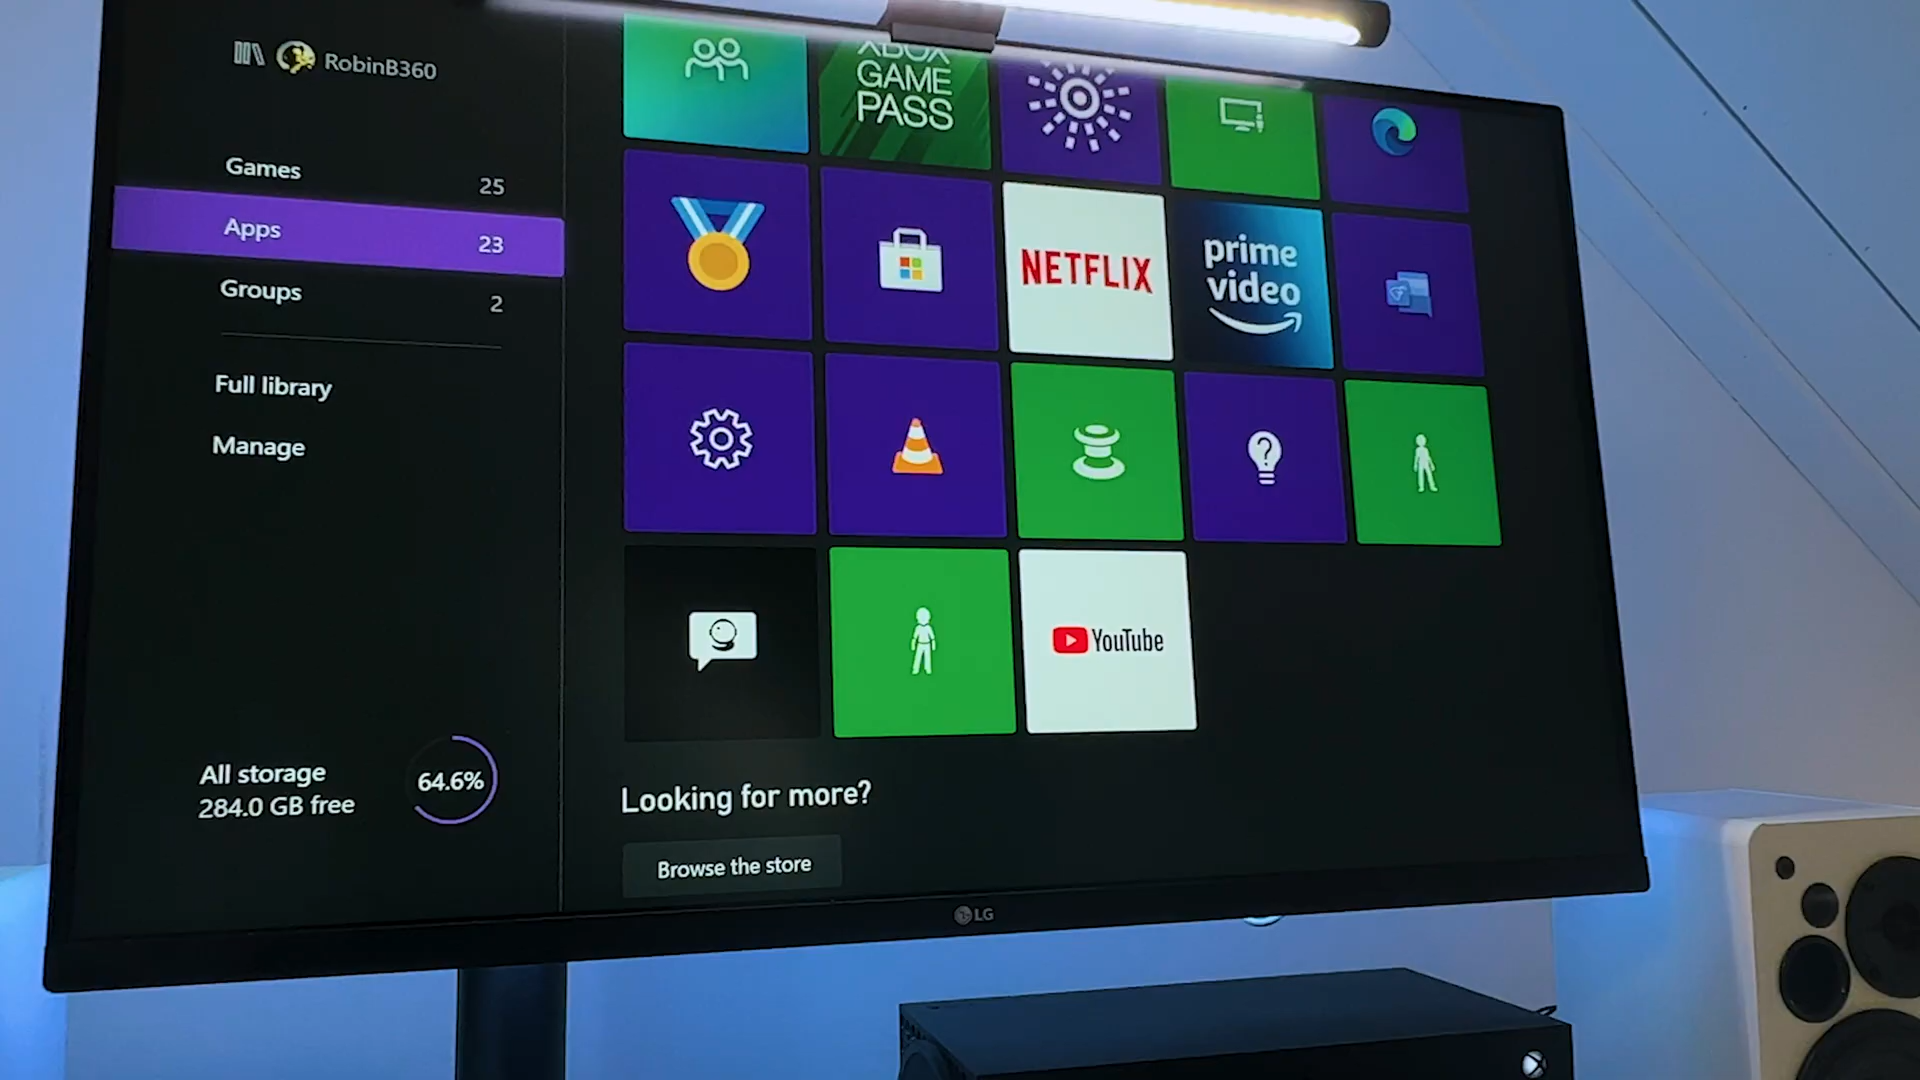 RobinB360
Games 25
Apps 23
Groups 2
Full library
Manage
All storage
284.0 GB free
64.6%
XBOX
GAME
PASS
NETFLIX
prime
video
YouTube
Looking for more?
Browse the store
LG